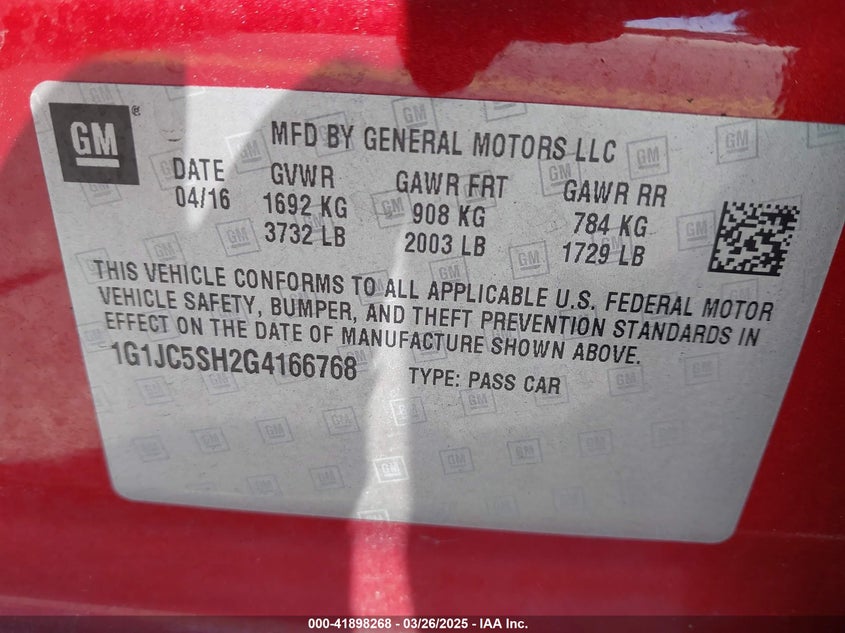 GM®
MFD BY GENERAL MOTORS LLC
DATE GVWR GAWR FRT GAWR RR
04/16 1692 KG 908 KG 784 KG
3732 LB 2003 LB 1729 LB
THIS VEHICLE CONFORMS TO ALL APPLICABLE U.S. FEDERAL MOTOR
VEHICLE SAFETY, BUMPER, AND THEFT PREVENTION STANDARDS IN
EFFECT ON THE DATE OF MANUFACTURE SHOWN ABOVE.
1G1JC5SH2G4166768 TYPE: PASS CAR
000-41898268 - 03/26/2025 - IAA Inc.